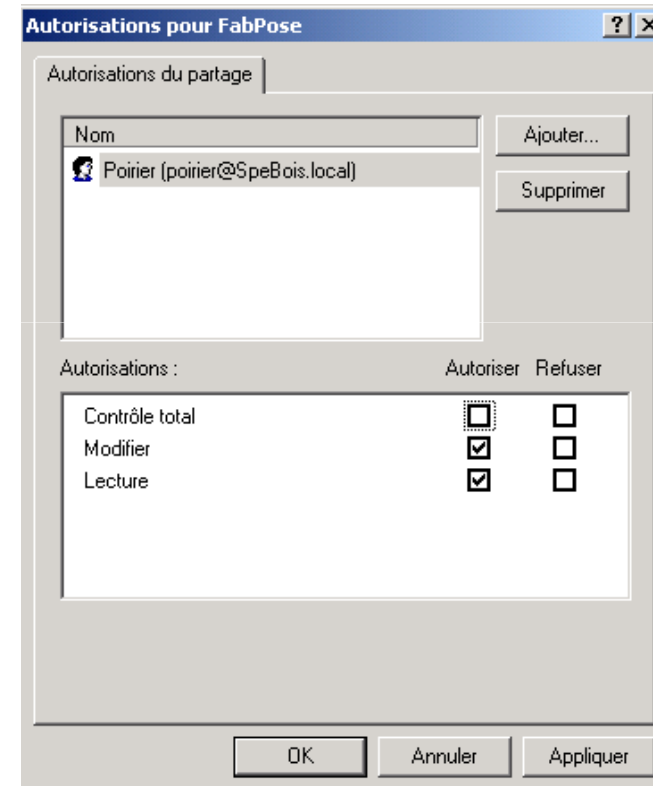 Autorisations pour FabPose
Autorisations du partage
Nom
Ajouter...
Poirier (poirier@SpeBois.local)
Supprimer
Autorisations :
Autoriser Refuser
Contrôle total
Modifier
Lecture
OK Annuler Appliquer